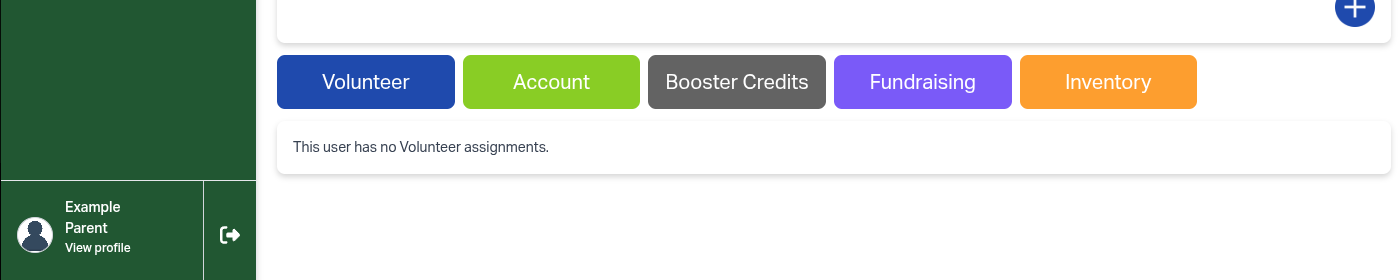 Volunteer
Account
Booster Credits
Fundraising
Inventory
This user has no Volunteer assignments.
Example
Parent
View profile